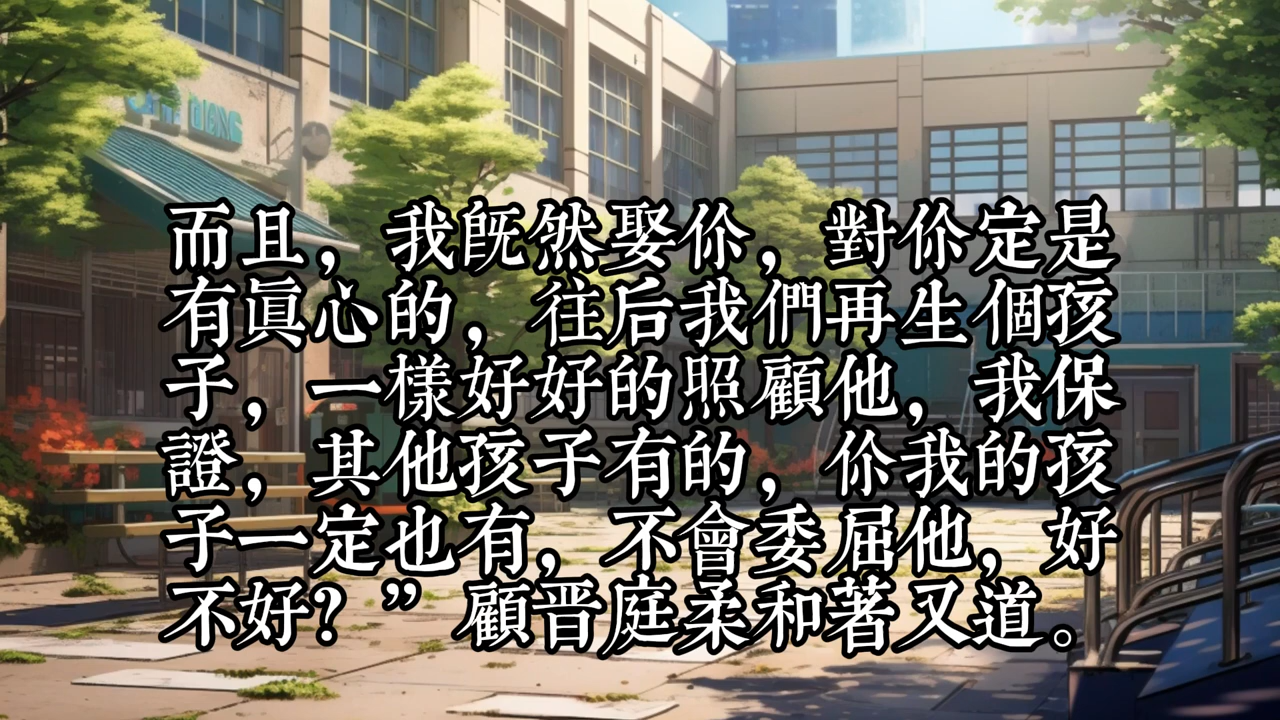 而且，我既然娶你，對你定是
有眞心的，往后我們再生個孩
子，一樣好好的照顧他，我保
證，其他孩子有的，你我的孩
子一定也有，不會委屈他，好
不好？”顧晋庭柔和著又道。